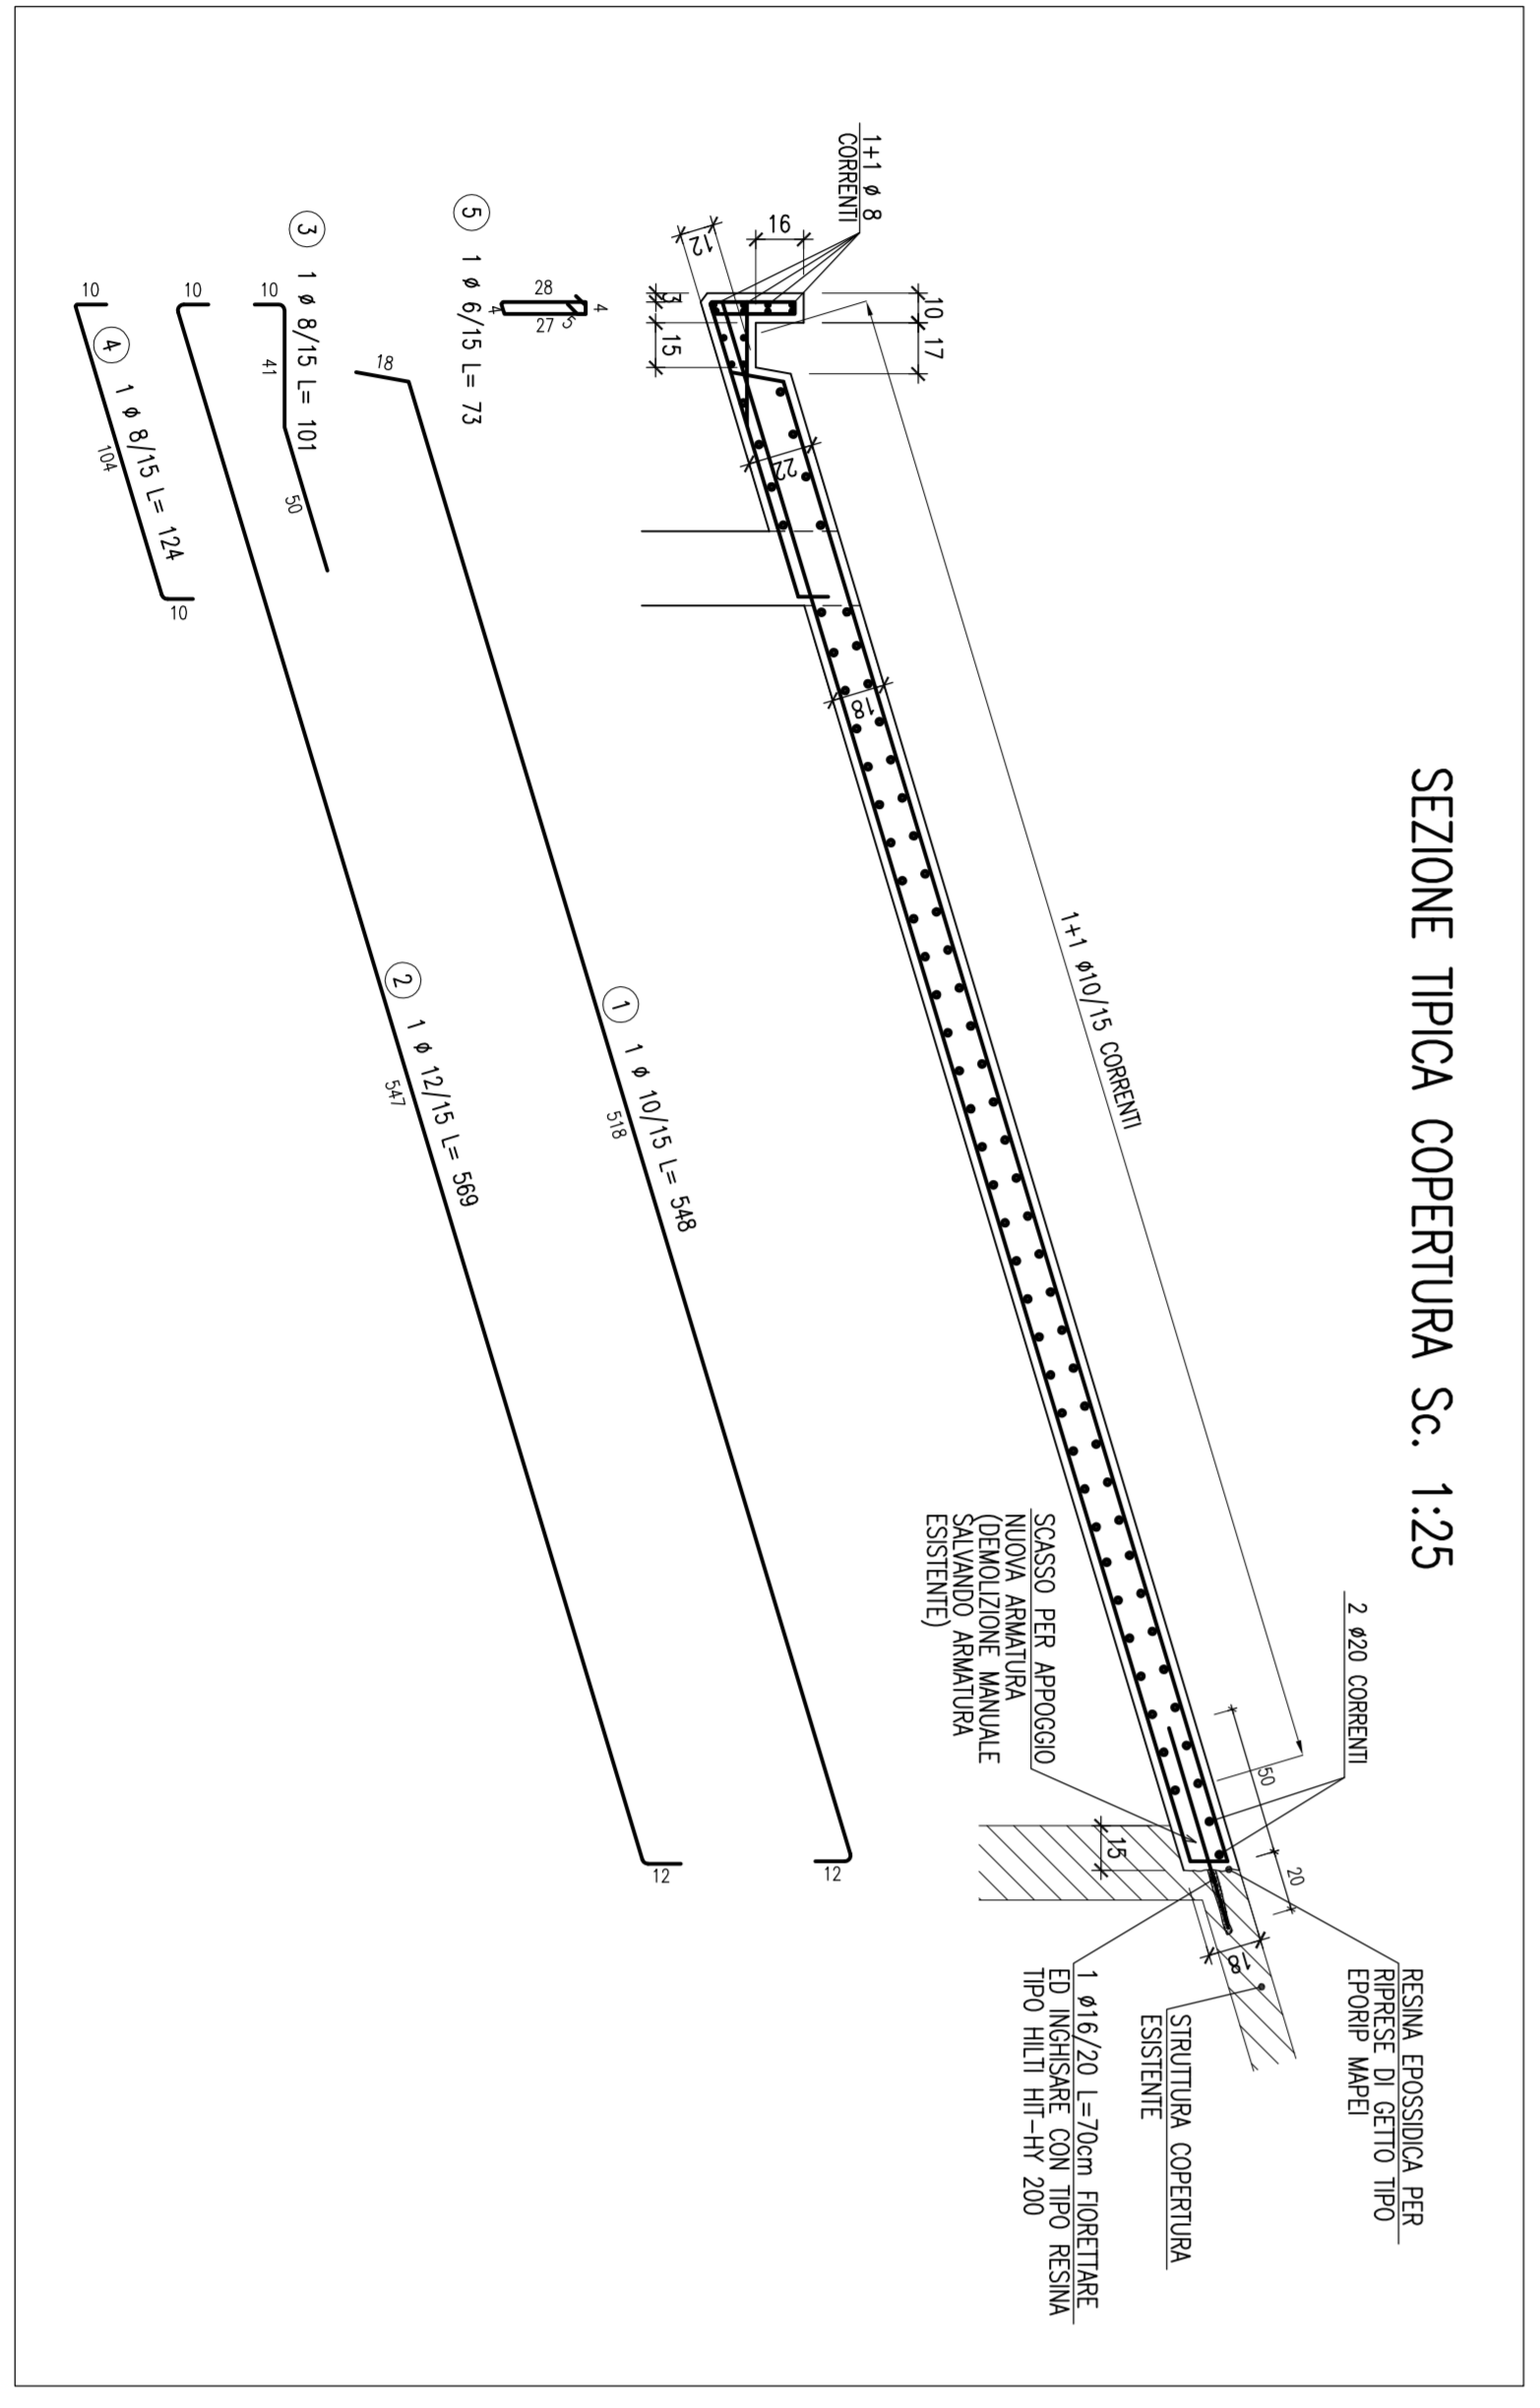 SEZIONE TIPICA COPERTURA Sc. 1:25
2 ø20 CORRENTI
RESINA EPOSSIDICA PER
RIPRESE DI GETTO TIPO
EPORIP MAPEI
50
20
18
1+1 ø10/15 CORRENTI
STRUTTURA COPERTURA
ESISTENTE
1 ø16/20 L=70cm FIORETTARE
ED INGHISARE CON TIPO RESINA
TIPO HILTI HIT-HY 200
15
SCASSO PER APPOGGIO
NUOVA ARMATURA
(DEMOLIZIONE MANUALE
SALVANDO ARMATURA
ESISTENTE)
10
17
1+1 ø 8
CORRENTI
16
12
3
15
22
18
1 1 ø 10/15 L= 548
18
518
12
5 1 ø 6/15 L= 73
28
4
27
5
4
2 1 ø 12/15 L= 569
10
547
12
3 1 ø 8/15 L= 101
10
41
50
4 1 ø 8/15 L= 124
10
104
10